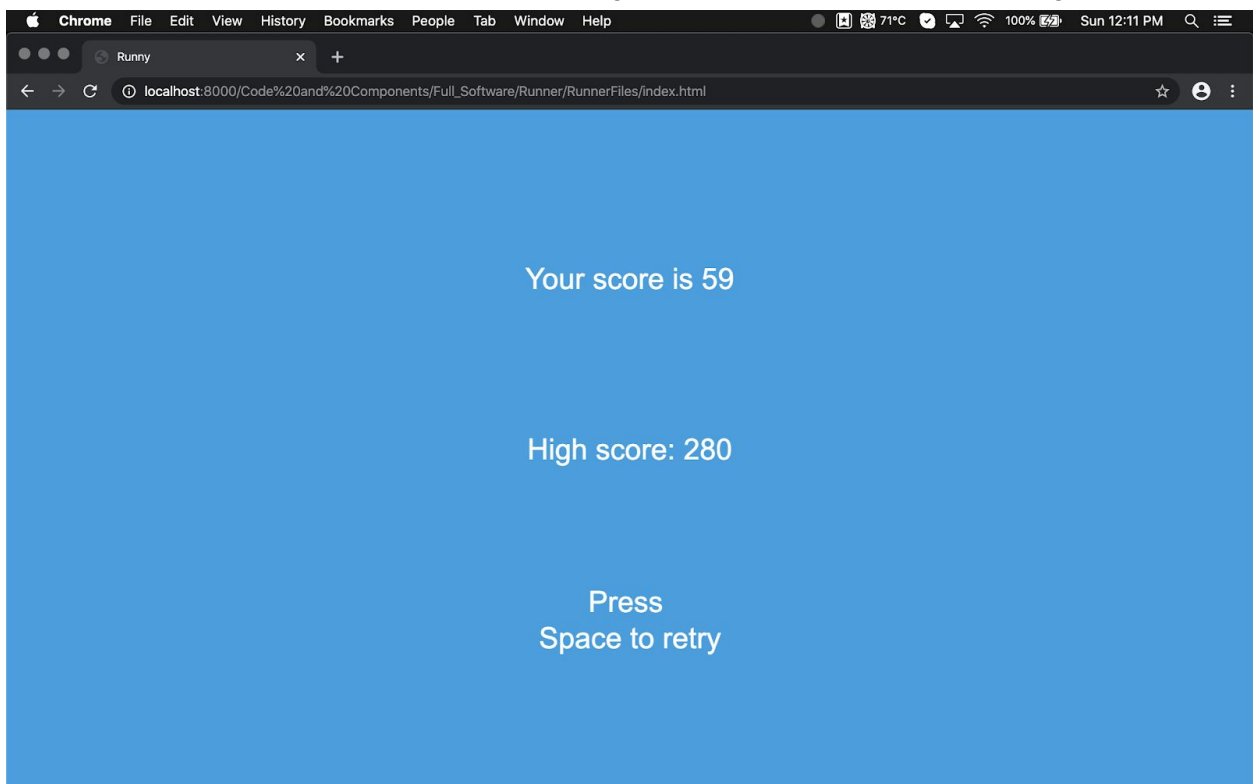 Chrome File Edit View History Bookmarks People Tab Window Help 71°C 100% Sun 12:11 PM
Runny
localhost:8000/Code%20and%20Components/Full_Software/Runner/RunnerFiles/index.html
Your score is 59
High score: 280
Press
Space to retry